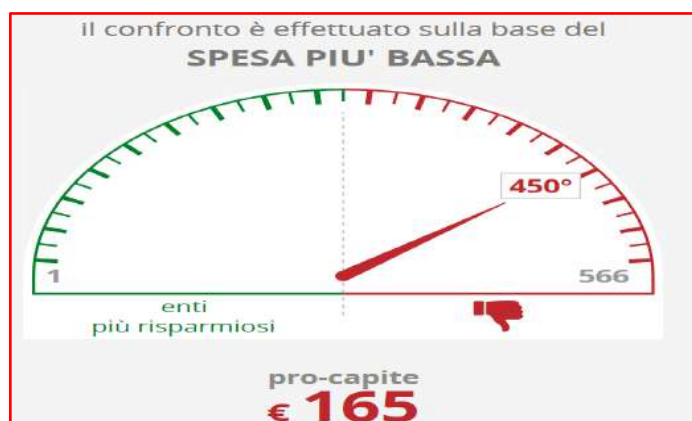 il confronto è effettuato sulla base del
SPESA PIU' BASSA
450°
1
566
enti
più risparmiosi
pro-capite
€ 165